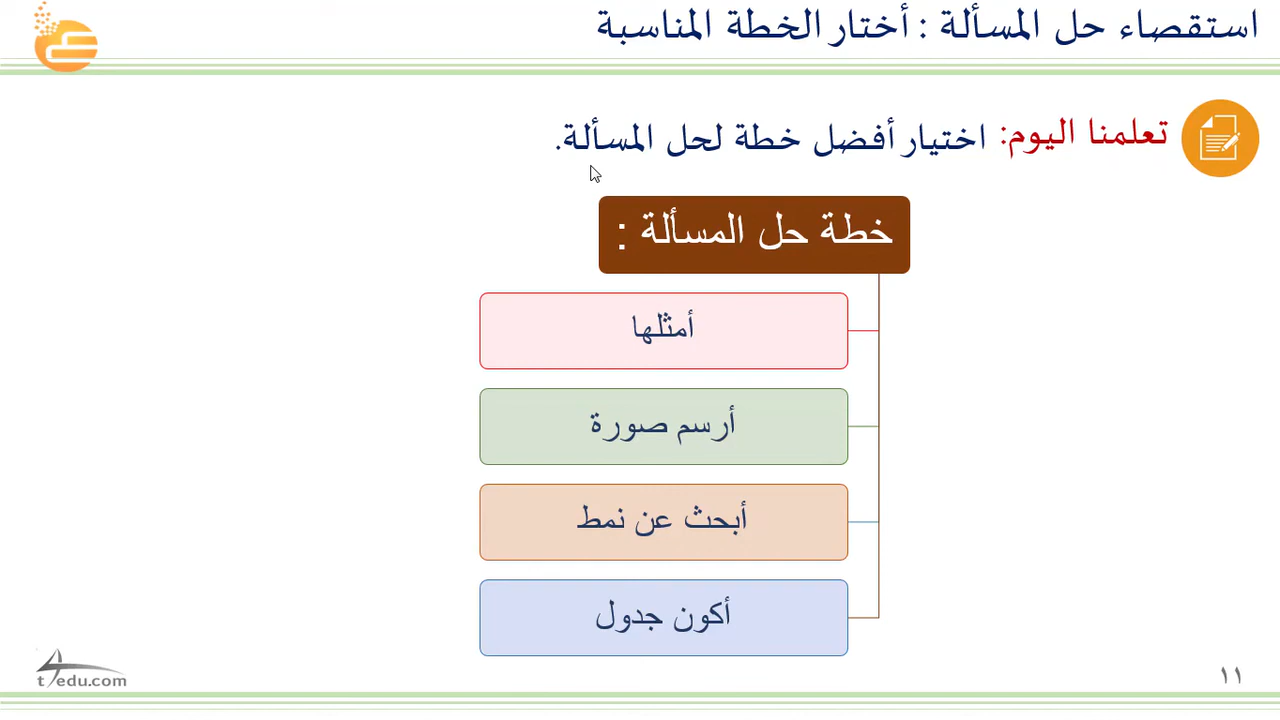 استقصاء حل المسألة : أختار الخطة المناسبة
تعلمنا اليوم: اختيار أفضل خطة لحل المسألة.
خطة حل المسألة :
أمثلها
أرسم صورة
أبحث عن نمط
أكون جدول
t4edu.com
١١